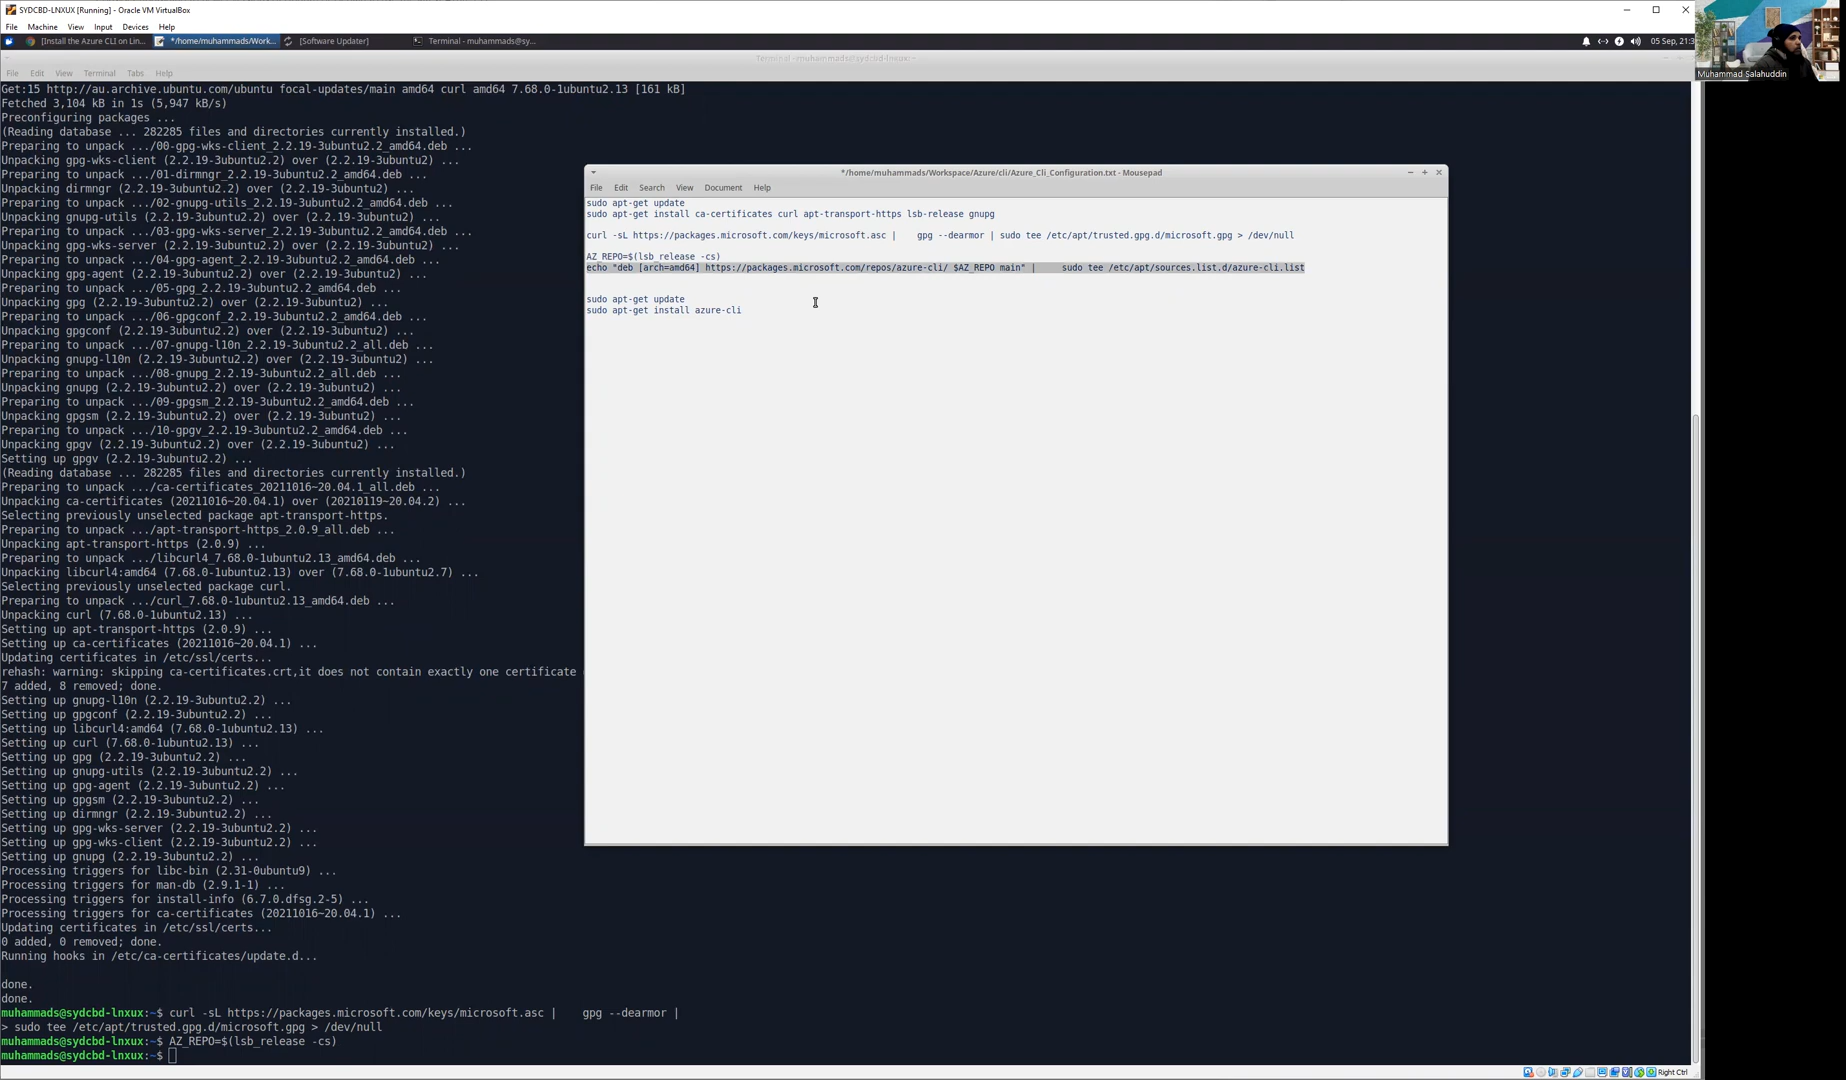 SYDCBD-LNXUX [Running] - Oracle VM VirtualBox
File Machine View Input Devices Help
[Install the Azure CLI on Lin... */home/muhammads/Work... [Software Updater] Terminal - muhammads@sy... 05 Sep, 21:3
Terminal - muhammads@sydcbd-lnxux: ~
File Edit View Terminal Tabs Help
Muhammad Salahuddin
Get:15 http://au.archive.ubuntu.com/ubuntu focal-updates/main amd64 curl amd64 7.68.0-1ubuntu2.13 [161 kB]
Fetched 3,104 kB in 1s (5,947 kB/s)
Preconfiguring packages ...
(Reading database ... 282285 files and directories currently installed.)
Preparing to unpack .../00-gpg-wks-client_2.2.19-3ubuntu2.2_amd64.deb ...
Unpacking gpg-wks-client (2.2.19-3ubuntu2.2) over (2.2.19-3ubuntu2.1) ...
Preparing to unpack .../01-dirmngr_2.2.19-3ubuntu2.2_amd64.deb ...
Unpacking dirmngr (2.2.19-3ubuntu2.2) over (2.2.19-3ubuntu2.1) ...
Preparing to unpack .../02-gnupg-utils_2.2.19-3ubuntu2.2_amd64.deb ...
Unpacking gnupg-utils (2.2.19-3ubuntu2.2) over (2.2.19-3ubuntu2.1) ...
Preparing to unpack .../03-gpg-wks-server_2.2.19-3ubuntu2.2_amd64.deb ...
Unpacking gpg-wks-server (2.2.19-3ubuntu2.2) over (2.2.19-3ubuntu2.1) ...
Preparing to unpack .../04-gpg-agent_2.2.19-3ubuntu2.2_amd64.deb ...
Unpacking gpg-agent (2.2.19-3ubuntu2.2) over (2.2.19-3ubuntu2.1) ...
Preparing to unpack .../05-gpg_2.2.19-3ubuntu2.2_amd64.deb ...
Unpacking gpg (2.2.19-3ubuntu2.2) over (2.2.19-3ubuntu2.1) ...
Preparing to unpack .../06-gpgconf_2.2.19-3ubuntu2.2_amd64.deb ...
Unpacking gpgconf (2.2.19-3ubuntu2.2) over (2.2.19-3ubuntu2.1) ...
Preparing to unpack .../07-gnupg-l10n_2.2.19-3ubuntu2.2_all.deb ...
Unpacking gnupg-l10n (2.2.19-3ubuntu2.2) over (2.2.19-3ubuntu2.1) ...
Preparing to unpack .../08-gnupg_2.2.19-3ubuntu2.2_all.deb ...
Unpacking gnupg (2.2.19-3ubuntu2.2) over (2.2.19-3ubuntu2.1) ...
Preparing to unpack .../09-gpgsm_2.2.19-3ubuntu2.2_amd64.deb ...
Unpacking gpgsm (2.2.19-3ubuntu2.2) over (2.2.19-3ubuntu2.1) ...
Preparing to unpack .../10-gpgv_2.2.19-3ubuntu2.2_amd64.deb ...
Unpacking gpgv (2.2.19-3ubuntu2.2) over (2.2.19-3ubuntu2.1) ...
Setting up gpgv (2.2.19-3ubuntu2.2) ...
(Reading database ... 282285 files and directories currently installed.)
Preparing to unpack .../ca-certificates_20211016~20.04.1_all.deb ...
Unpacking ca-certificates (20211016~20.04.1) over (20210119~20.04.2) ...
Selecting previously unselected package apt-transport-https.
Preparing to unpack .../apt-transport-https_2.0.9_all.deb ...
Unpacking apt-transport-https (2.0.9) ...
Preparing to unpack .../libcurl4_7.68.0-1ubuntu2.13_amd64.deb ...
Unpacking libcurl4:amd64 (7.68.0-1ubuntu2.13) over (7.68.0-1ubuntu2.7) ...
Selecting previously unselected package curl.
Preparing to unpack .../curl_7.68.0-1ubuntu2.13_amd64.deb ...
Unpacking curl (7.68.0-1ubuntu2.13) ...
Setting up apt-transport-https (2.0.9) ...
Setting up ca-certificates (20211016~20.04.1) ...
Updating certificates in /etc/ssl/certs...
rehash: warning: skipping ca-certificates.crt,it does not contain exactly one certificate
7 added, 8 removed; done.
Setting up gnupg-l10n (2.2.19-3ubuntu2.2) ...
Setting up gpgconf (2.2.19-3ubuntu2.2) ...
Setting up libcurl4:amd64 (7.68.0-1ubuntu2.13) ...
Setting up curl (7.68.0-1ubuntu2.13) ...
Setting up gpg (2.2.19-3ubuntu2.2) ...
Setting up gnupg-utils (2.2.19-3ubuntu2.2) ...
Setting up gpg-agent (2.2.19-3ubuntu2.2) ...
Setting up gpgsm (2.2.19-3ubuntu2.2) ...
Setting up dirmngr (2.2.19-3ubuntu2.2) ...
Setting up gpg-wks-server (2.2.19-3ubuntu2.2) ...
Setting up gpg-wks-client (2.2.19-3ubuntu2.2) ...
Setting up gnupg (2.2.19-3ubuntu2.2) ...
Processing triggers for libc-bin (2.31-0ubuntu9) ...
Processing triggers for man-db (2.9.1-1) ...
Processing triggers for install-info (6.7.0.dfsg.2-5) ...
Processing triggers for ca-certificates (20211016~20.04.1) ...
Updating certificates in /etc/ssl/certs...
0 added, 0 removed; done.
Running hooks in /etc/ca-certificates/update.d...
done.
done.
muhammads@sydcbd-lnxux:~$ curl -sL https://packages.microsoft.com/keys/microsoft.asc |    gpg --dearmor |
> sudo tee /etc/apt/trusted.gpg.d/microsoft.gpg > /dev/null
muhammads@sydcbd-lnxux:~$ AZ_REPO=$(lsb_release -cs)
muhammads@sydcbd-lnxux:~$
*/home/muhammads/Workspace/Azure/cli/Azure_Cli_Configuration.txt - Mousepad
File Edit Search View Document Help
sudo apt-get update
sudo apt-get install ca-certificates curl apt-transport-https lsb-release gnupg
curl -sL https://packages.microsoft.com/keys/microsoft.asc |    gpg --dearmor | sudo tee /etc/apt/trusted.gpg.d/microsoft.gpg > /dev/null
AZ_REPO=$(lsb_release -cs)
echo "deb [arch=amd64] https://packages.microsoft.com/repos/azure-cli/ $AZ_REPO main" |     sudo tee /etc/apt/sources.list.d/azure-cli.list
sudo apt-get update
sudo apt-get install azure-cli
Right Ctrl